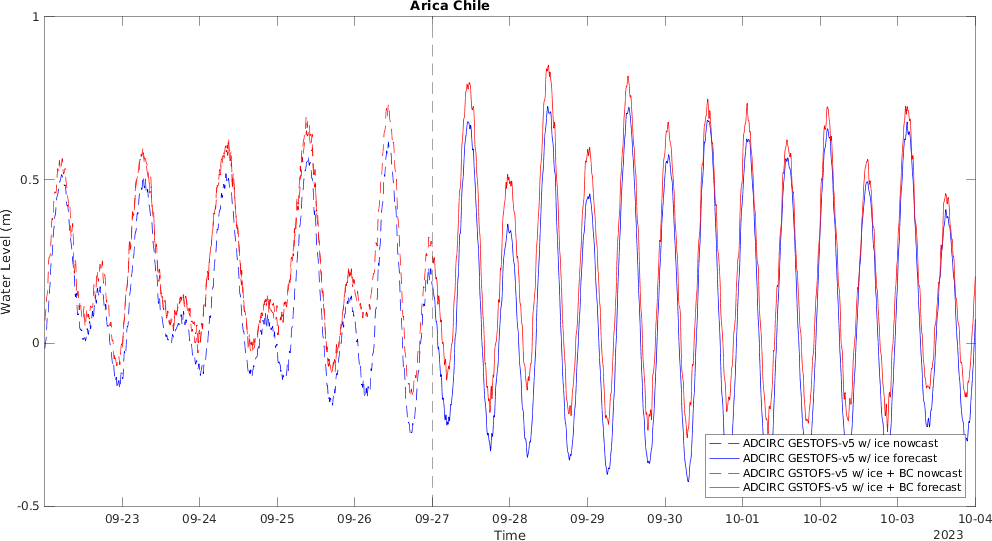 Arica Chile
1
0.5
0
-0.5
Water Level (m)
09-23 09-24 09-25 09-26 09-27 09-28 09-29 09-30 10-01 10-02 10-03 10-04
2023
Time
ADCIRC GESTOFS-v5 w/ ice nowcast
ADCIRC GESTOFS-v5 w/ ice forecast
ADCIRC GSTOFS-v5 w/ ice + BC nowcast
ADCIRC GSTOFS-v5 w/ ice + BC forecast